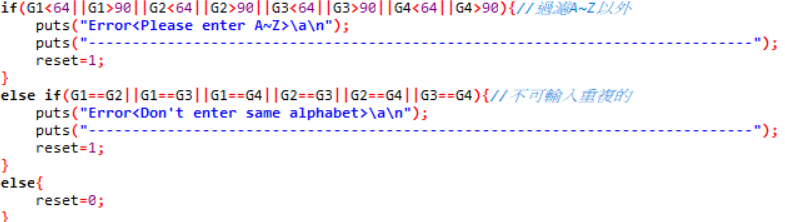 if(G1<64||G1>90||G2<64||G2>90||G3<64||G3>90||G4<64||G4>90){//過濾A~Z以外
puts("Error<Please enter A~Z>\a\n");
puts("---------------------------------------------------------------------------");
reset=1;
}
else if(G1==G2||G1==G3||G1==G4||G2==G3||G2==G4||G3==G4){//不可輸入重複的
puts("Error<Don't enter same alphabet>\a\n");
puts("---------------------------------------------------------------------------");
reset=1;
}
else{
reset=0;
}